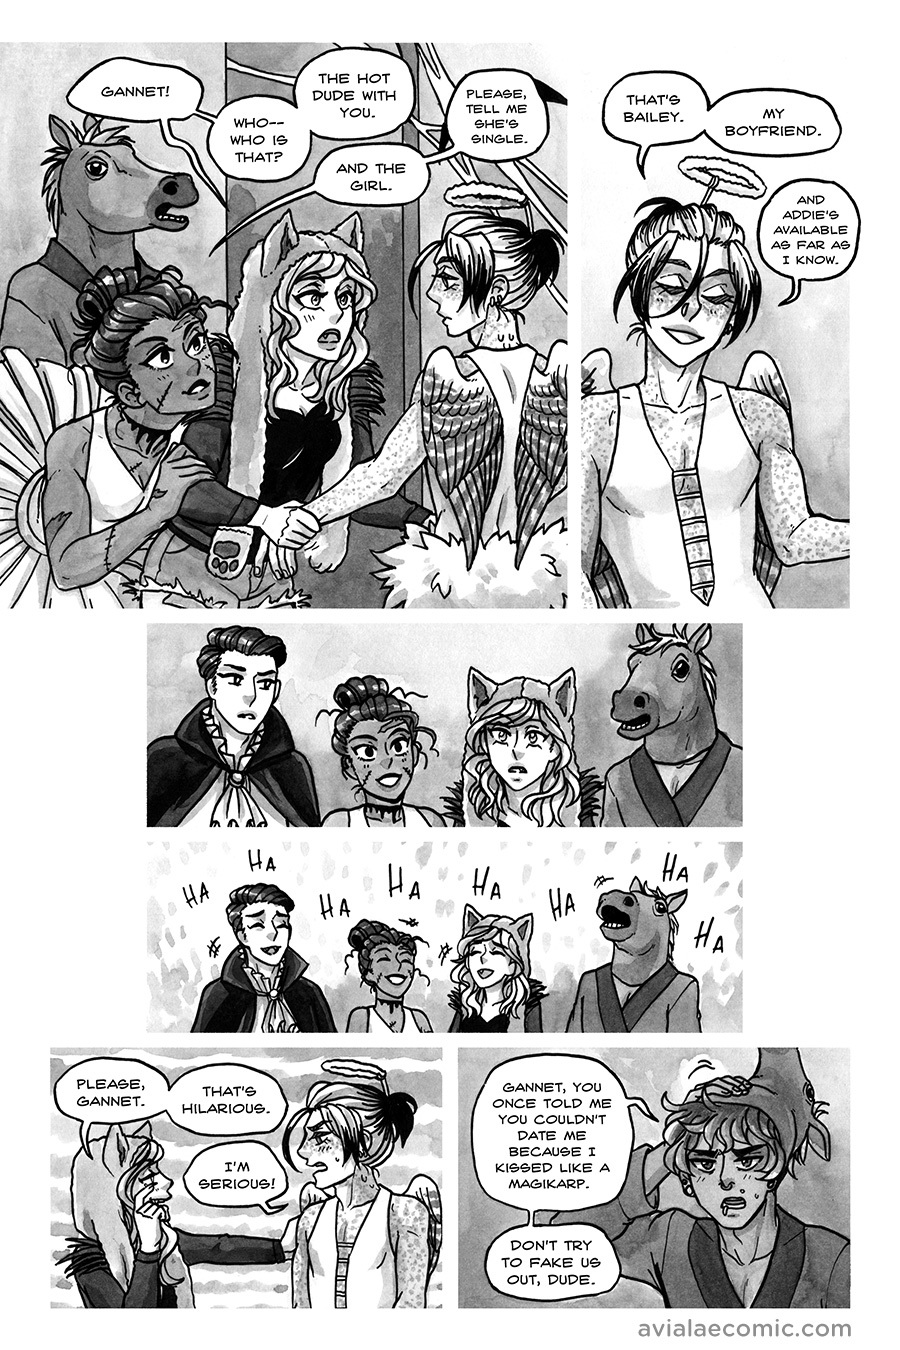 GANNET!
WHO--
WHO IS
THAT?
THE HOT
DUDE WITH
YOU.
AND THE
GIRL.
PLEASE,
TELL ME
SHE'S
SINGLE.
THAT'S
BAILEY.
MY
BOYFRIEND.
AND
ADDIE'S
AVAILABLE
AS FAR AS
I KNOW.
HA
HA
HA
HA
HA
HA
HA
HA
PLEASE,
GANNET.
THAT'S
HILARIOUS.
I'M
SERIOUS!
GANNET, YOU
ONCE TOLD ME
YOU COULDN'T
DATE ME
BECAUSE I
KISSED LIKE A
MAGIKARP.
DON'T TRY
TO FAKE US
OUT, DUDE.
avialaecomic.com